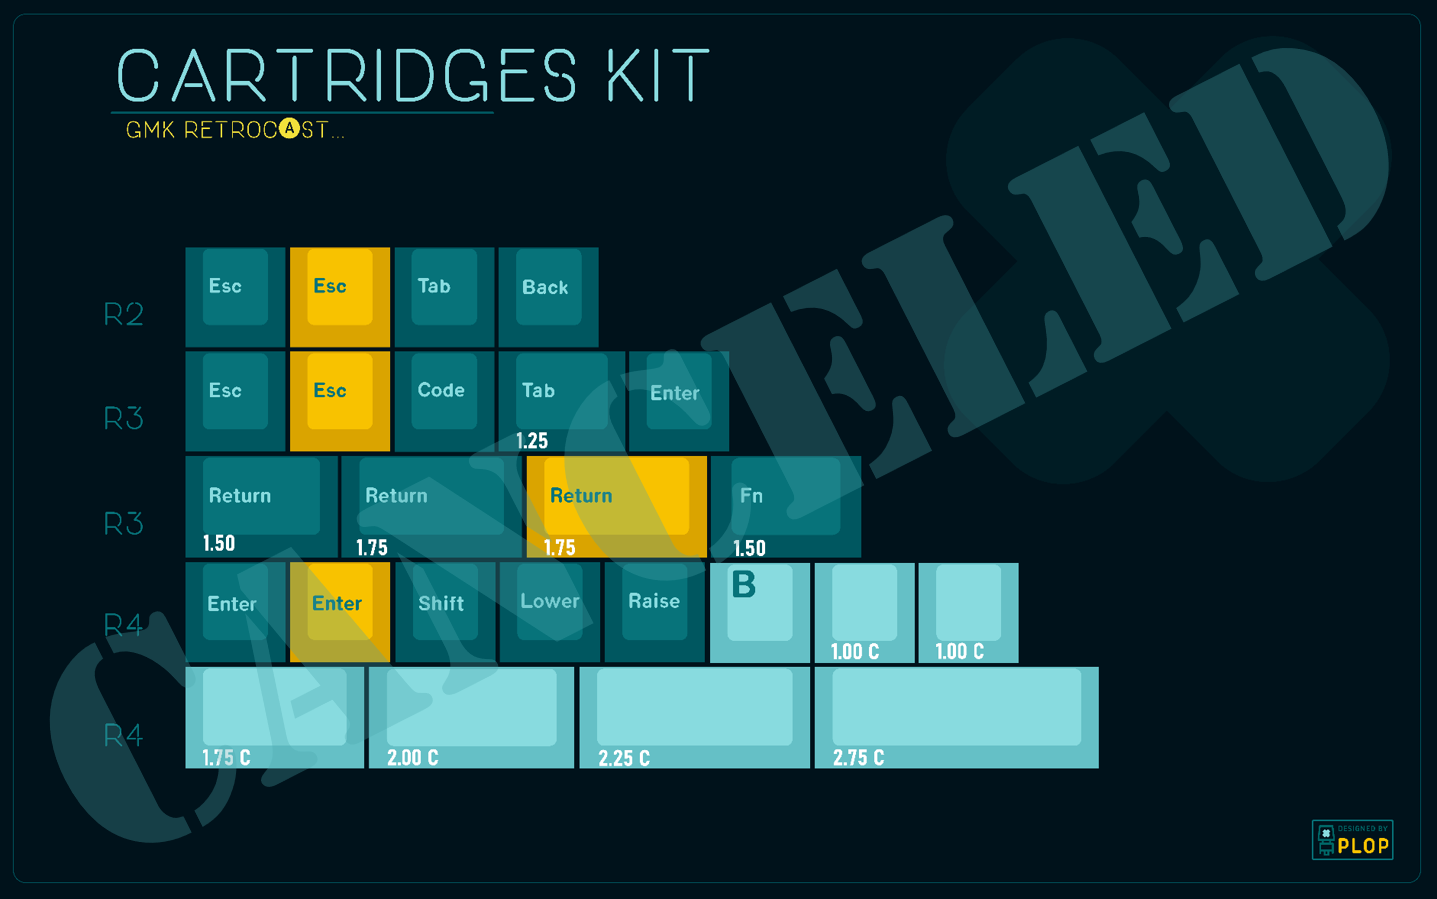 CARTRIDGES KIT
GMK RETROCAST...
R2
Esc Esc Tab Back
R3
Esc Esc Code Tab Enter
1.25
R3
Return Return Return Fn
1.50 1.75 1.75 1.50
R4
Enter Enter Shift Lower Raise B
1.00 C 1.00 C
R4
1.75 C 2.00 C 2.25 C 2.75 C
CANCELED
DESIGNED BY
PLOP